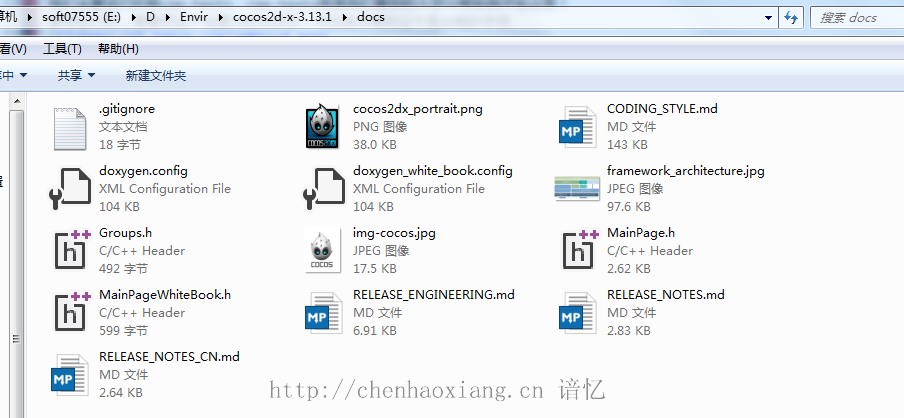 算机 ▸ soft07555 (E:) ▸ D ▸ Envir ▸ cocos2d-x-3.13.1 ▸ docs
搜索 docs
看(V) 工具(T) 帮助(H)
共享 新建文件夹
.gitignore
文本文档
18 字节
cocos2dx_portrait.png
PNG 图像
38.0 KB
CODING_STYLE.md
MD 文件
143 KB
doxygen.config
XML Configuration File
104 KB
doxygen_white_book.config
XML Configuration File
104 KB
framework_architecture.jpg
JPEG 图像
97.6 KB
Groups.h
C/C++ Header
492 字节
img-cocos.jpg
JPEG 图像
17.5 KB
MainPage.h
C/C++ Header
2.62 KB
MainPageWhiteBook.h
C/C++ Header
599 字节
RELEASE_ENGINEERING.md
MD 文件
6.91 KB
RELEASE_NOTES.md
MD 文件
2.83 KB
RELEASE_NOTES_CN.md
MD 文件
2.64 KB
http://chenhaoxiang.cn 谙忆